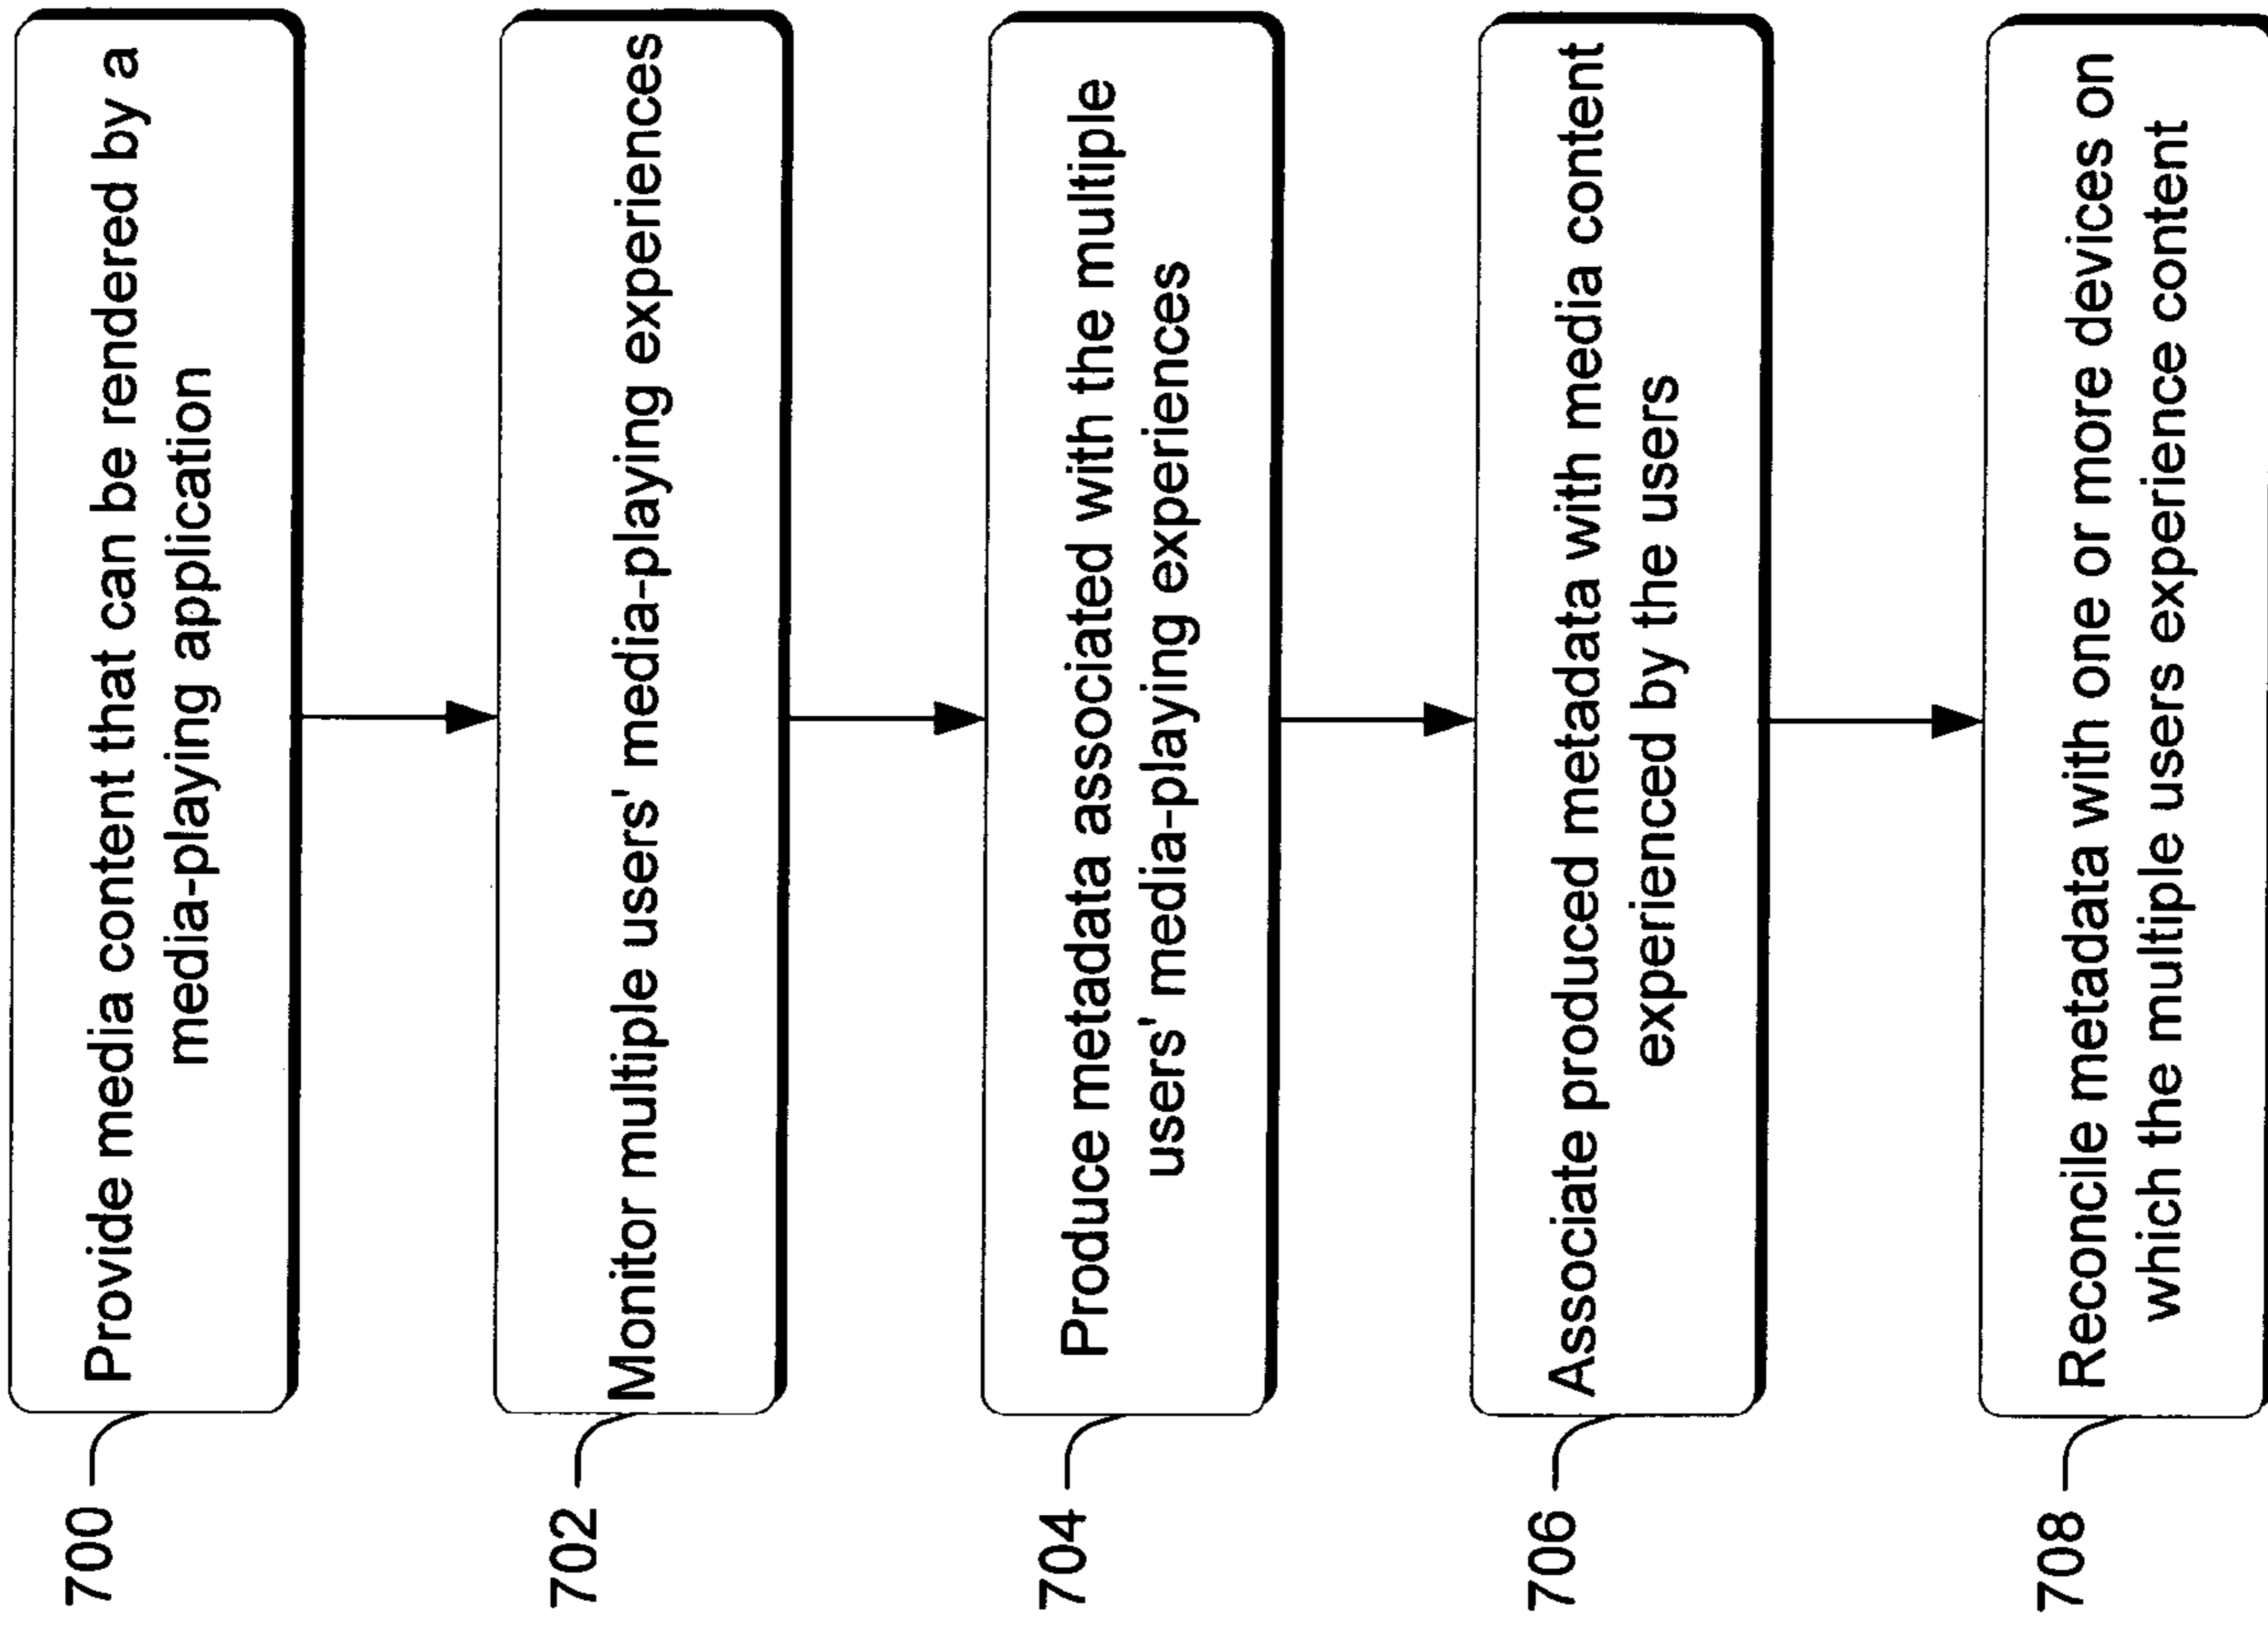 700
Provide media content that can be rendered by a
media-playing application
702
Monitor multiple users' media-playing experiences
704
Produce metadata associated with the multiple
users' media-playing experiences
706
Associate produced metadata with media content
experienced by the users
708
Reconcile metadata with one or more devices on
which the multiple users experience content